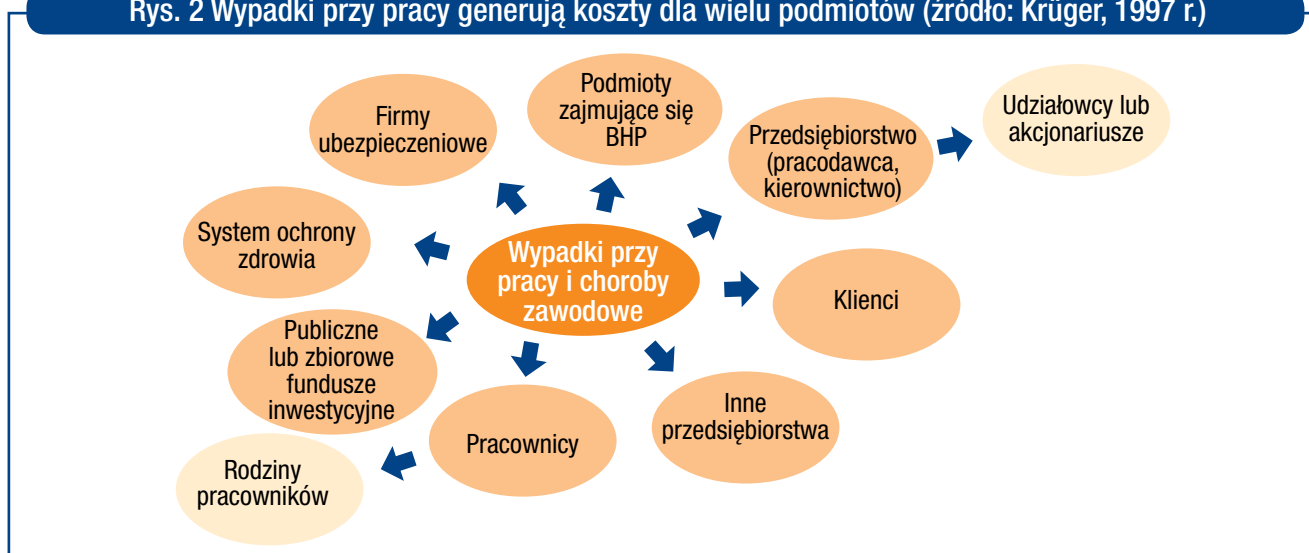 Rys. 2 Wypadki przy pracy generują koszty dla wielu podmiotów (źródło: Krüger, 1997 r.)
Podmioty
zajmujące się
BHP
Firmy
ubezpieczeniowe
Udziałowcy lub
akcjonariusze
Przedsiębiorstwo
(pracodawca,
kierownictwo)
System ochrony
zdrowia
Wypadki przy
pracy i choroby
zawodowe
Klienci
Publiczne
lub zbiorowe
fundusze
inwestycyjne
Inne
przedsiębiorstwa
Pracownicy
Rodziny
pracowników